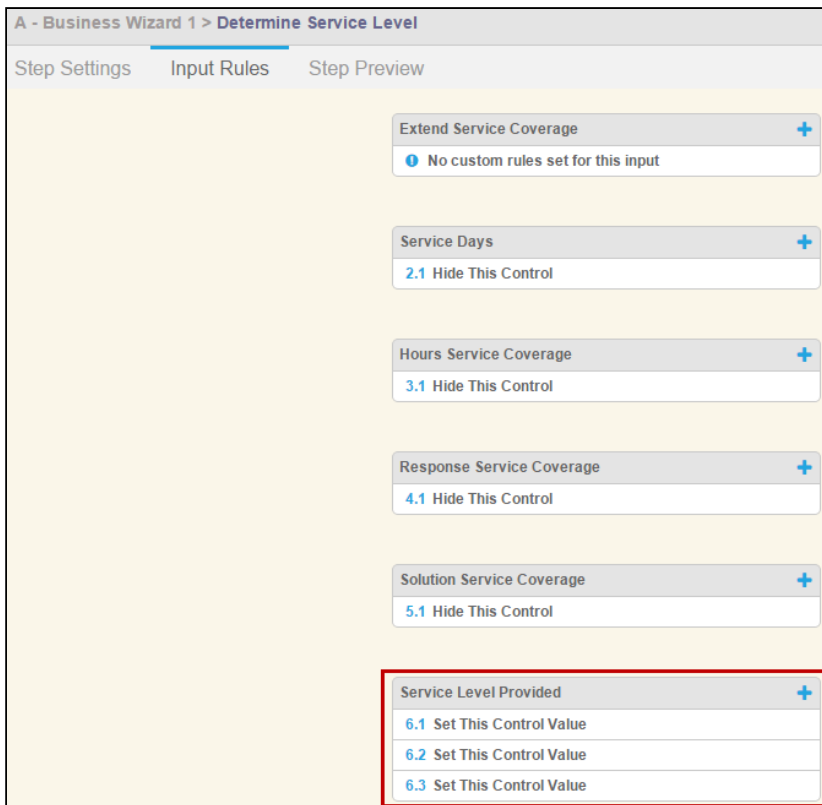 A - Business Wizard 1 > Determine Service Level
Step Settings Input Rules Step Preview
Extend Service Coverage
No custom rules set for this input
Service Days
2.1 Hide This Control
Hours Service Coverage
3.1 Hide This Control
Response Service Coverage
4.1 Hide This Control
Solution Service Coverage
5.1 Hide This Control
Service Level Provided
6.1 Set This Control Value
6.2 Set This Control Value
6.3 Set This Control Value